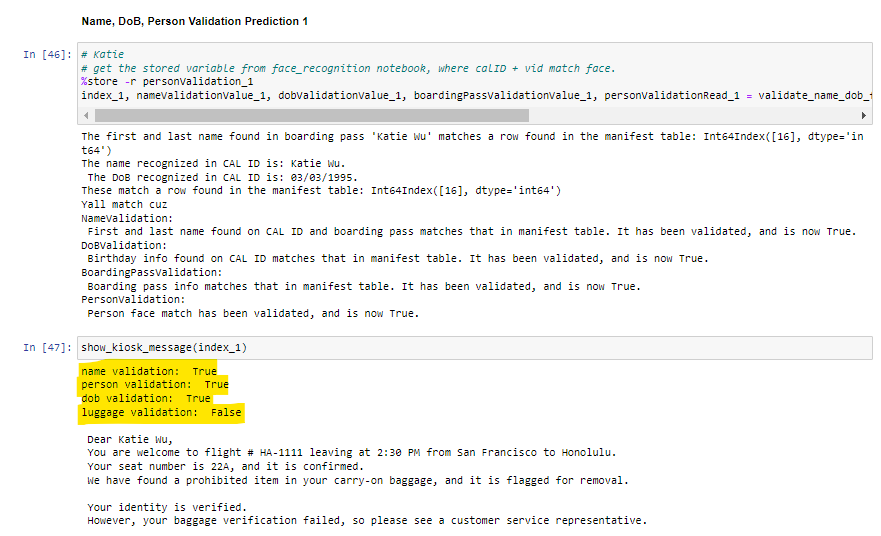 Name, DoB, Person Validation Prediction 1
In [46]: # Katie
# get the stored variable from face_recognition notebook, where calID + vid match face.
%store -r personValidation_1
index_1, nameValidationValue_1, dobValidationValue_1, boardingPassValidationValue_1, personValidationRead_1 = validate_name_dob_
The first and last name found in boarding pass 'Katie Wu' matches a row found in the manifest table: Int64Index([16], dtype='in
t64')
The name recognized in CAL ID is: Katie Wu.
The DoB recognized in CAL ID is: 03/03/1995.
These match a row found in the manifest table: Int64Index([16], dtype='int64')
Yall match cuz
NameValidation:
First and last name found on CAL ID and boarding pass matches that in manifest table. It has been validated, and is now True.
DoBValidation:
Birthday info found on CAL ID matches that in manifest table. It has been validated, and is now True.
BoardingPassValidation:
Boarding pass info matches that in manifest table. It has been validated, and is now True.
PersonValidation:
Person face match has been validated, and is now True.
In [47]: show_kiosk_message(index_1)
name validation:  True
person validation:  True
dob validation:  True
luggage validation:  False
Dear Katie Wu,
You are welcome to flight # HA-1111 leaving at 2:30 PM from San Francisco to Honolulu.
Your seat number is 22A, and it is confirmed.
We have found a prohibited item in your carry-on baggage, and it is flagged for removal.
Your identity is verified.
However, your baggage verification failed, so please see a customer service representative.